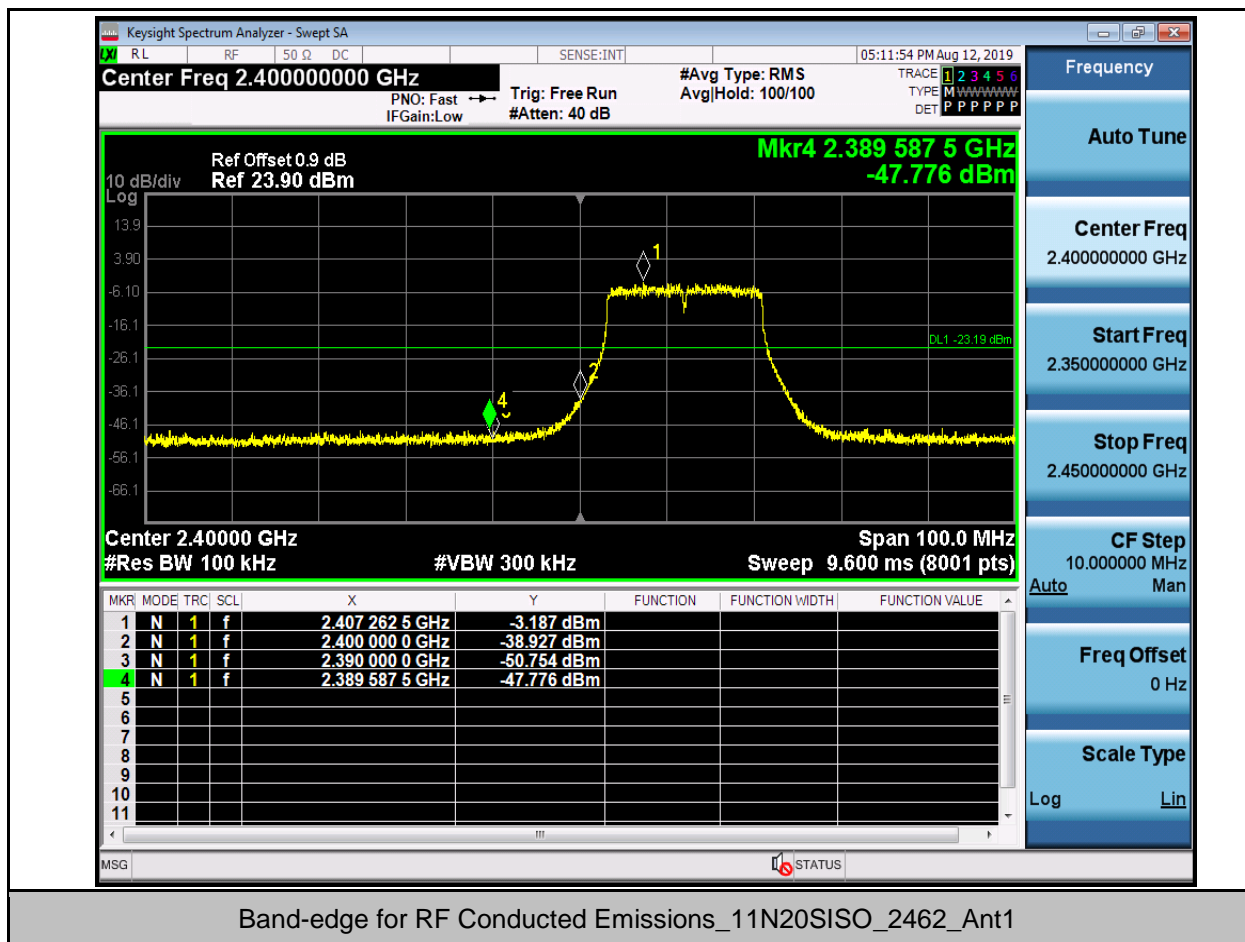 Keysight Spectrum Analyzer - Swept SA
LXI RL RF 50 Ω DC SENSE:INT 05:11:54 PM Aug 12, 2019
Center Freq 2.400000000 GHz
PNO: Fast
IFGain:Low
Trig: Free Run
#Atten: 40 dB
#Avg Type: RMS
Avg|Hold: 100/100
TRACE 1 2 3 4 5 6
TYPE M W W W W W
DET P P P P P P
Mkr4 2.389 587 5 GHz
-47.776 dBm
Ref Offset 0.9 dB
10 dB/div Ref 23.90 dBm
Log
13.9
3.90
-6.10
-16.1
-26.1
-36.1
-46.1
-56.1
-66.1
1
2
4
DL1 -23.19 dBm
Center 2.40000 GHz Span 100.0 MHz
#Res BW 100 kHz #VBW 300 kHz Sweep 9.600 ms (8001 pts)
MKR MODE TRC SCL X Y FUNCTION FUNCTION WIDTH FUNCTION VALUE
1 N 1 f 2.407 262 5 GHz -3.187 dBm
2 N 1 f 2.400 000 0 GHz -38.927 dBm
3 N 1 f 2.390 000 0 GHz -50.754 dBm
4 N 1 f 2.389 587 5 GHz -47.776 dBm
5
6
7
8
9
10
11
MSG STATUS
Frequency
Auto Tune
Center Freq
2.400000000 GHz
Start Freq
2.350000000 GHz
Stop Freq
2.450000000 GHz
CF Step
10.000000 MHz
Auto Man
Freq Offset
0 Hz
Scale Type
Log Lin
Band-edge for RF Conducted Emissions_11N20SISO_2462_Ant1